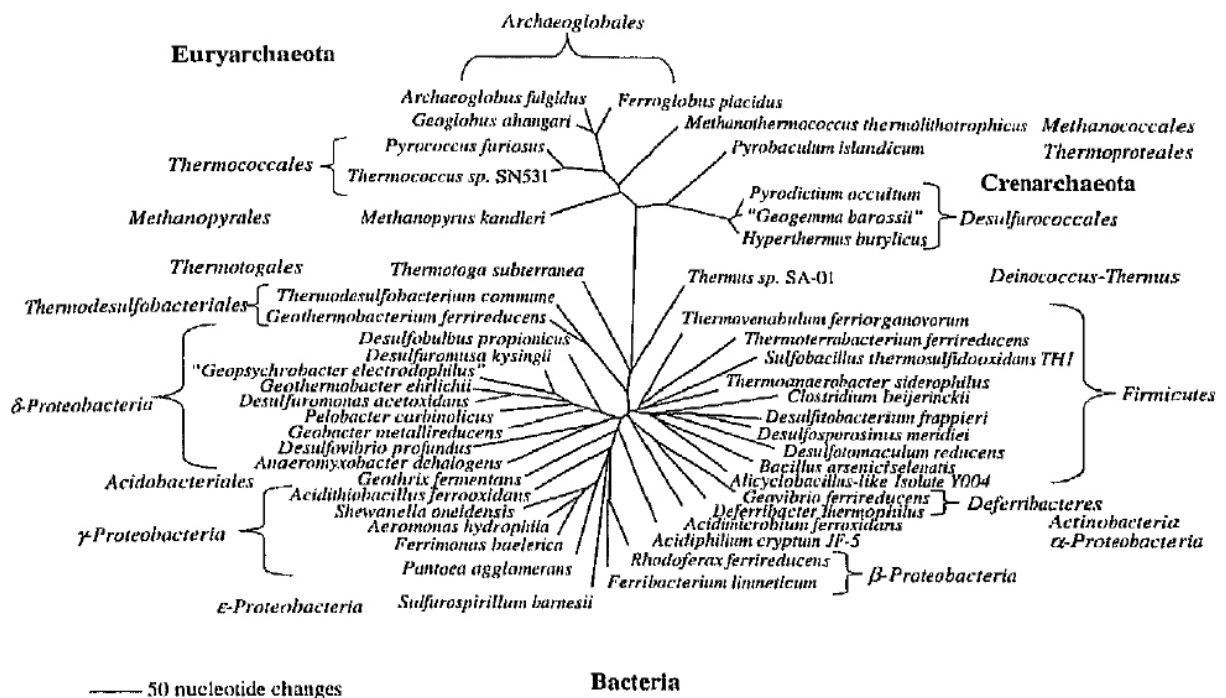 Archaeoglobales
Euryarchaeota
Archaeoglobus fulgidus
Ferroglobus placidus
Geoglobus ahangari
Methanothermococcus thermolithotrophicus Methanococcales
Pyrococcus furiosus
Pyrobaculum islandicum
Thermoproteales
Thermococcales
Thermococcus sp. SN531
Crenarchaeota
Pyrodictium occultum
Methanopyrales
Methanopyrus kandleri
"Geogemma barossii"
Desulfurococcales
Hyperthermus butylicus
Thermotogales
Thermotoga subterranea
Thermus sp. SA-01
Deinococcus-Thermus
Thermodesulfobacteriales
Thermodesulfobacterium commune
Geothermobacterium ferrireducens
Thermovenabulum ferriorganovorum
Desulfobulbus propionicus
Thermoterrabacterium ferrireducens
Desulfuromusa kysingii
Sulfobacillus thermosulfidooxidans TH1
"Geopsychrobacter electrodophilus"
Geothermobacter ehrlichii
Thermoanaerobacter siderophilus
δ-Proteobacteria
Desulfuromonas acetoxidans
Clostridium beijerinckii
Firmicutes
Pelobacter carbinolicus
Desulfitobacterium frappieri
Geobacter metallireducens
Desulfosporosinus meridiei
Desulfovibrio profundus
Desulfotomaculum reducens
Anaeromyxobacter dehalogens
Bacillus arsenicselenatis
Acidobacteriales
Geothrix fermentans
Alicyclobacillus-like Isolate Y004
Acidithiobacillus ferrooxidans
Geovibrio ferrireducens
Deferribacteres
Shewanella oneidensis
Deferribacter thermophilus
γ-Proteobacteria
Aeromonas hydrophila
Acidimicrobium ferroxidans
Actinobacteria
Ferrimonas baelerica
Acidiphilium cryptum JF-5
α-Proteobacteria
Pantoea agglomerans
Rhodoferax ferrireducens
β-Proteobacteria
Ferribacterium limneticum
ε-Proteobacteria
Sulfurospirillum barnesii
Bacteria
50 nucleotide changes